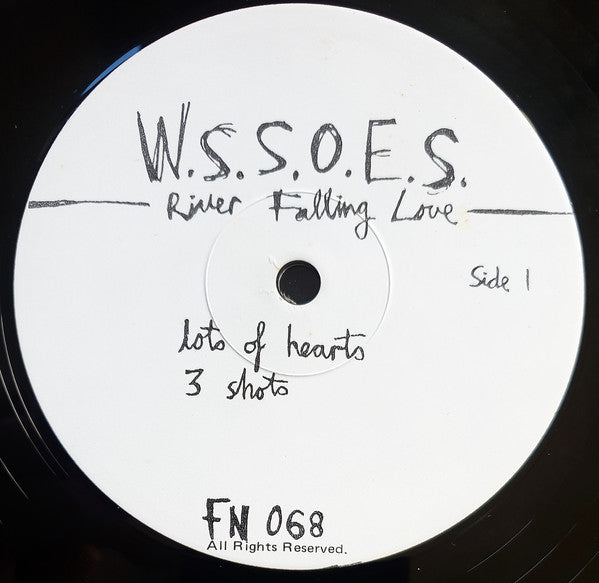 W.S.S.O.E.S.
River Falling Love
Side 1
lots of hearts
3 shots
FN 068
All Rights Reserved.